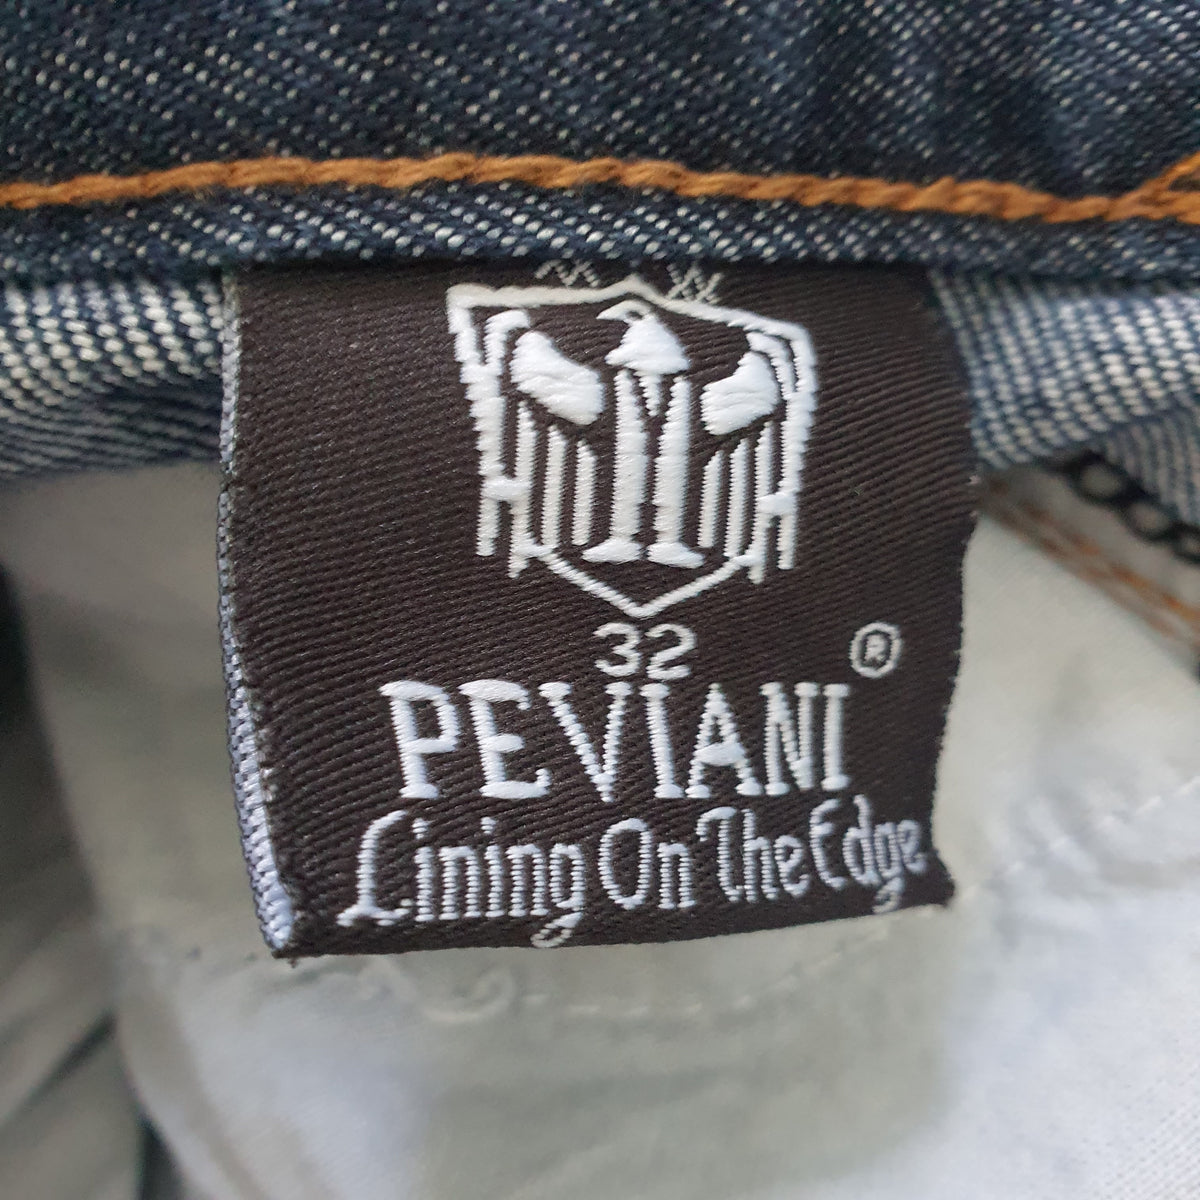 32
PEVIANI®
Lining On The Edge